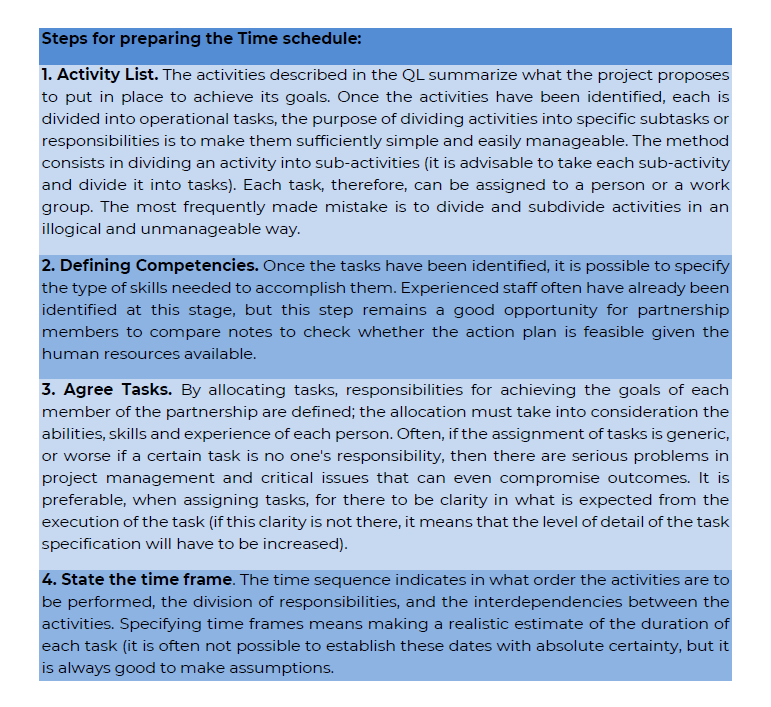 Steps for preparing the Time schedule:
1. Activity List. The activities described in the QL summarize what the project proposes
to put in place to achieve its goals. Once the activities have been identified, each is
divided into operational tasks, the purpose of dividing activities into specific subtasks or
responsibilities is to make them sufficiently simple and easily manageable. The method
consists in dividing an activity into sub-activities (it is advisable to take each sub-activity
and divide it into tasks). Each task, therefore, can be assigned to a person or a work
group. The most frequently made mistake is to divide and subdivide activities in an
illogical and unmanageable way.
2. Defining Competencies. Once the tasks have been identified, it is possible to specify
the type of skills needed to accomplish them. Experienced staff often have already been
identified at this stage, but this step remains a good opportunity for partnership
members to compare notes to check whether the action plan is feasible given the
human resources available.
3. Agree Tasks. By allocating tasks, responsibilities for achieving the goals of each
member of the partnership are defined; the allocation must take into consideration the
abilities, skills and experience of each person. Often, if the assignment of tasks is generic,
or worse if a certain task is no one's responsibility, then there are serious problems in
project management and critical issues that can even compromise outcomes. It is
preferable, when assigning tasks, for there to be clarity in what is expected from the
execution of the task (if this clarity is not there, it means that the level of detail of the task
specification will have to be increased).
4. State the time frame. The time sequence indicates in what order the activities are to
be performed, the division of responsibilities, and the interdependencies between the
activities. Specifying time frames means making a realistic estimate of the duration of
each task (it is often not possible to establish these dates with absolute certainty, but it
is always good to make assumptions.